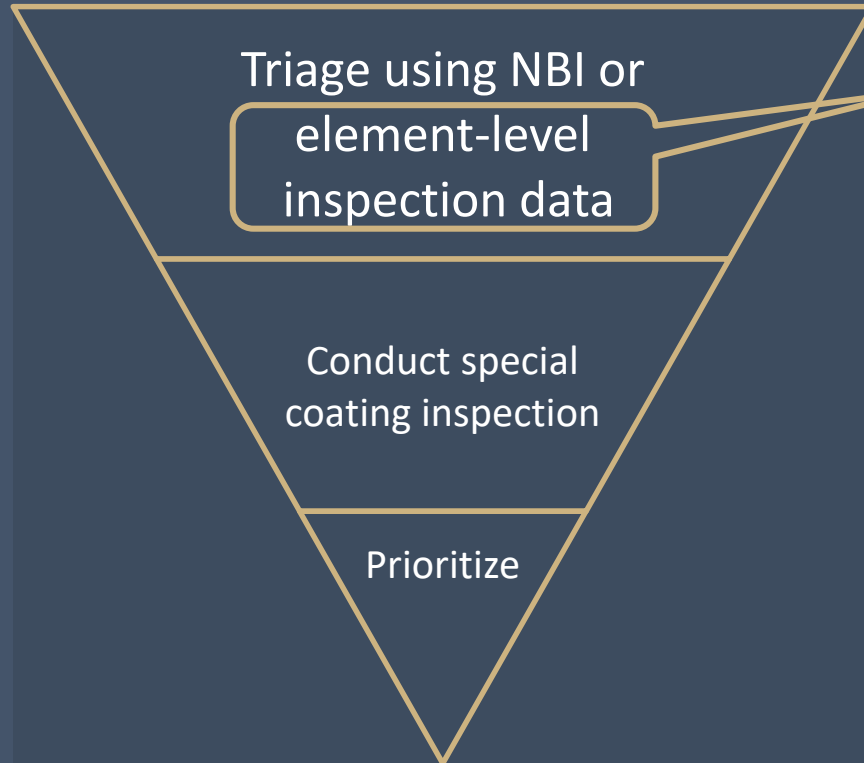 Triage using NBI or
element-level
inspection data
Conduct special
coating inspection
Prioritize